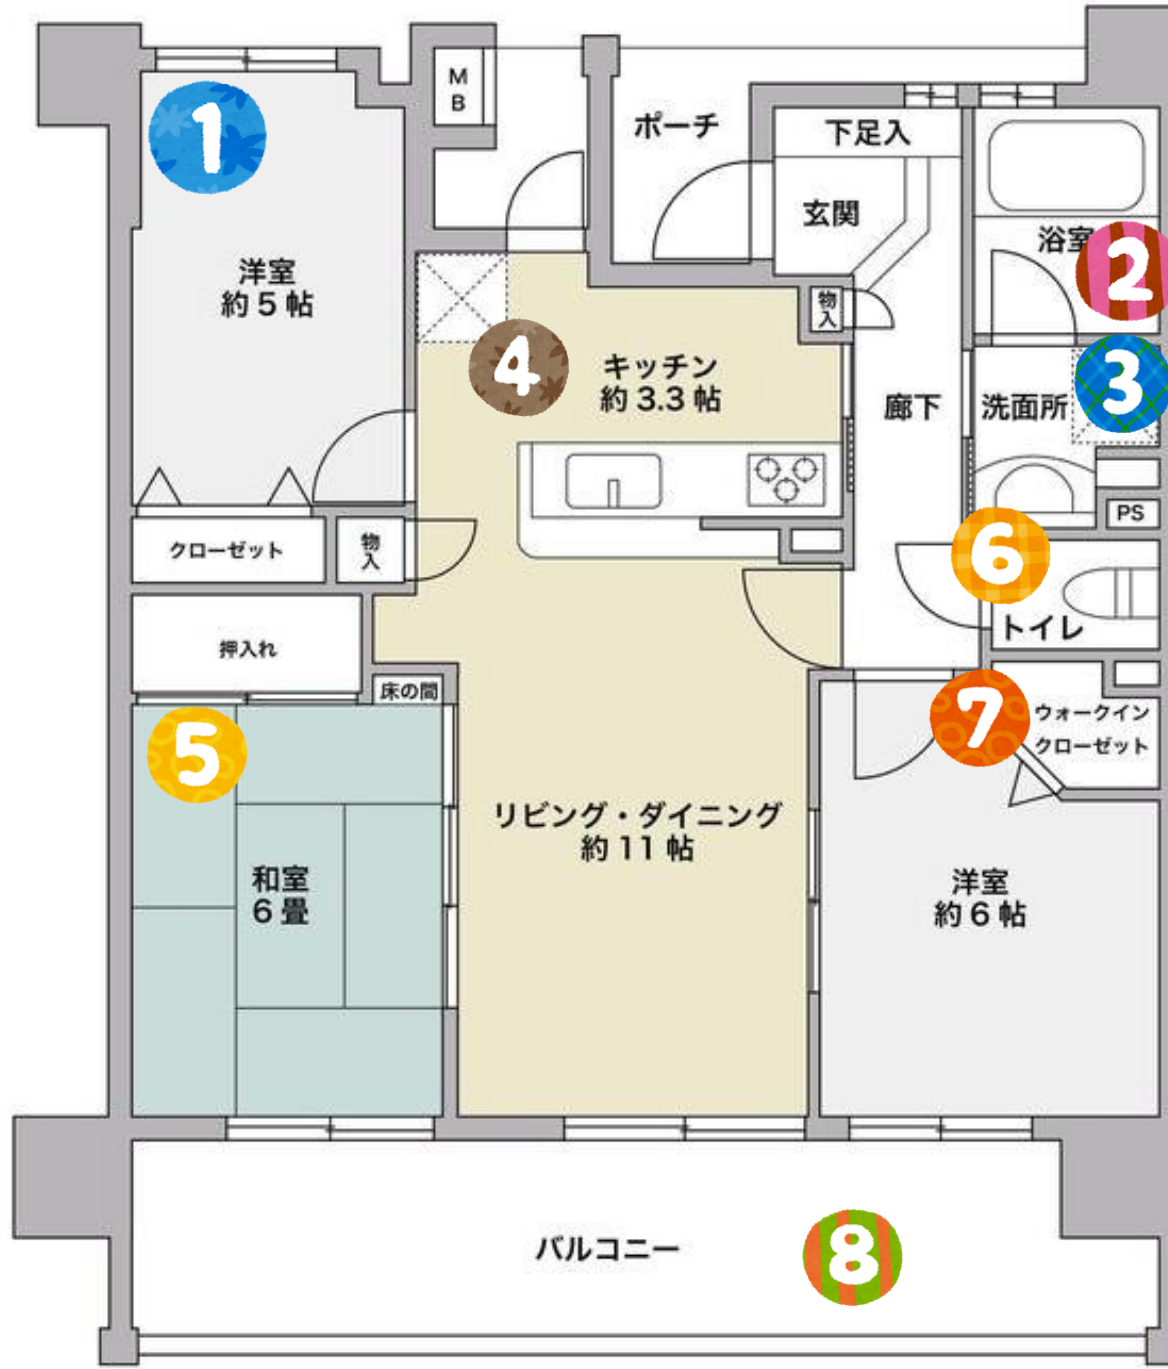 1
M
B
ポーチ
下足入
玄関
浴室
2
洋室
約 5 帖
物
入
4
キッチン
約 3.3 帖
廊下
洗面所
3
PS
クローゼット
物
入
6
トイレ
押入れ
床の間
7
ウォークイン
クローゼット
5
リビング・ダイニング
約 11 帖
和室
6 畳
洋室
約 6 帖
バルコニー
8